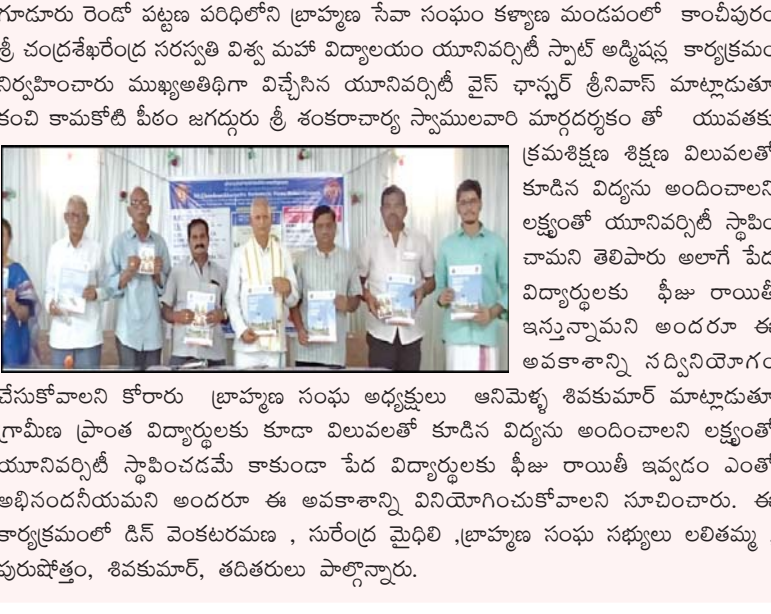 గూడూరు రెండో పట్టణ పరిధిలోని బ్రాహ్మణ సేవా సంఘం కళ్యాణ మండపంలో కాంచీపురం
శ్రీ చంద్రశేఖరేంద్ర సరస్వతి విశ్వ మహా విద్యాలయం యూనివర్సిటీ స్పాట్ అడ్మిషన్ల కార్యక్రమం
నిర్వహించారు ముఖ్యఅతిథిగా విచ్చేసిన యూనివర్సిటీ వైస్ ఛాన్స్లర్ శ్రీనివాస్ మాట్లాడుతూ
కంచి కామకోటి పీఠం జగద్గురు శ్రీ శంకరాచార్య స్వాములవారి మార్గదర్శకం తో యువతకు
క్రమశిక్షణ శిక్షణ విలువలతో
కూడిన విద్యను అందించాలని
లక్ష్యంతో యూనివర్సిటీ స్థాపిం
చామని తెలిపారు అలాగే పేద
విద్యార్థులకు ఫీజు రాయితీ
ఇస్తున్నామని అందరూ ఈ
అవకాశాన్ని నద్వినియోగం
చేసుకోవాలని కోరారు బ్రాహ్మణ సంఘ అధ్యక్షులు ఆనిమెళ్ళ శివకుమార్ మాట్లాడుతూ
గ్రామీణ ప్రాంత విద్యార్థులకు కూడా విలువలతో కూడిన విద్యను అందించాలని లక్ష్యంతో
యూనివర్సిటీ స్థాపించడమే కాకుండా పేద విద్యార్థులకు ఫీజు రాయితీ ఇవ్వడం ఎంతో
అభినందనీయమని అందరూ ఈ అవకాశాన్ని వినియోగించుకోవాలని సూచించారు. ఈ
కార్యక్రమంలో డిన్ వెంకటరమణ , సురేంద్ర మైధిలి ,బ్రాహ్మణ సంఘ సభ్యులు లలితమ్మ ,
పురుషోత్తం, శివకుమార్, తదితరులు పాల్గొన్నారు.